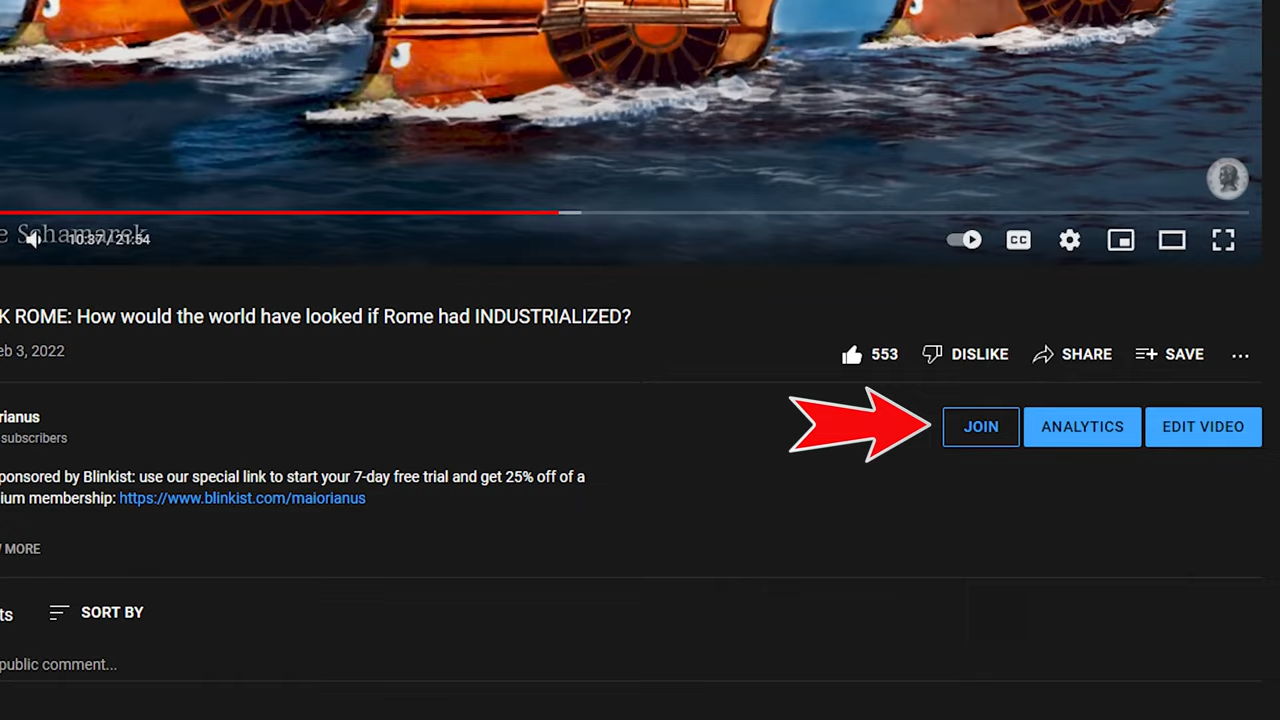 e Schamarek
10:37 / 21:54
CC
K ROME: How would the world have looked if Rome had INDUSTRIALIZED?
eb 3, 2022
553 DISLIKE SHARE SAVE ...
rianus
subscribers
JOIN ANALYTICS EDIT VIDEO
ponsored by Blinkist: use our special link to start your 7-day free trial and get 25% off of a
ium membership: https://www.blinkist.com/maiorianus
MORE
ts SORT BY
public comment...